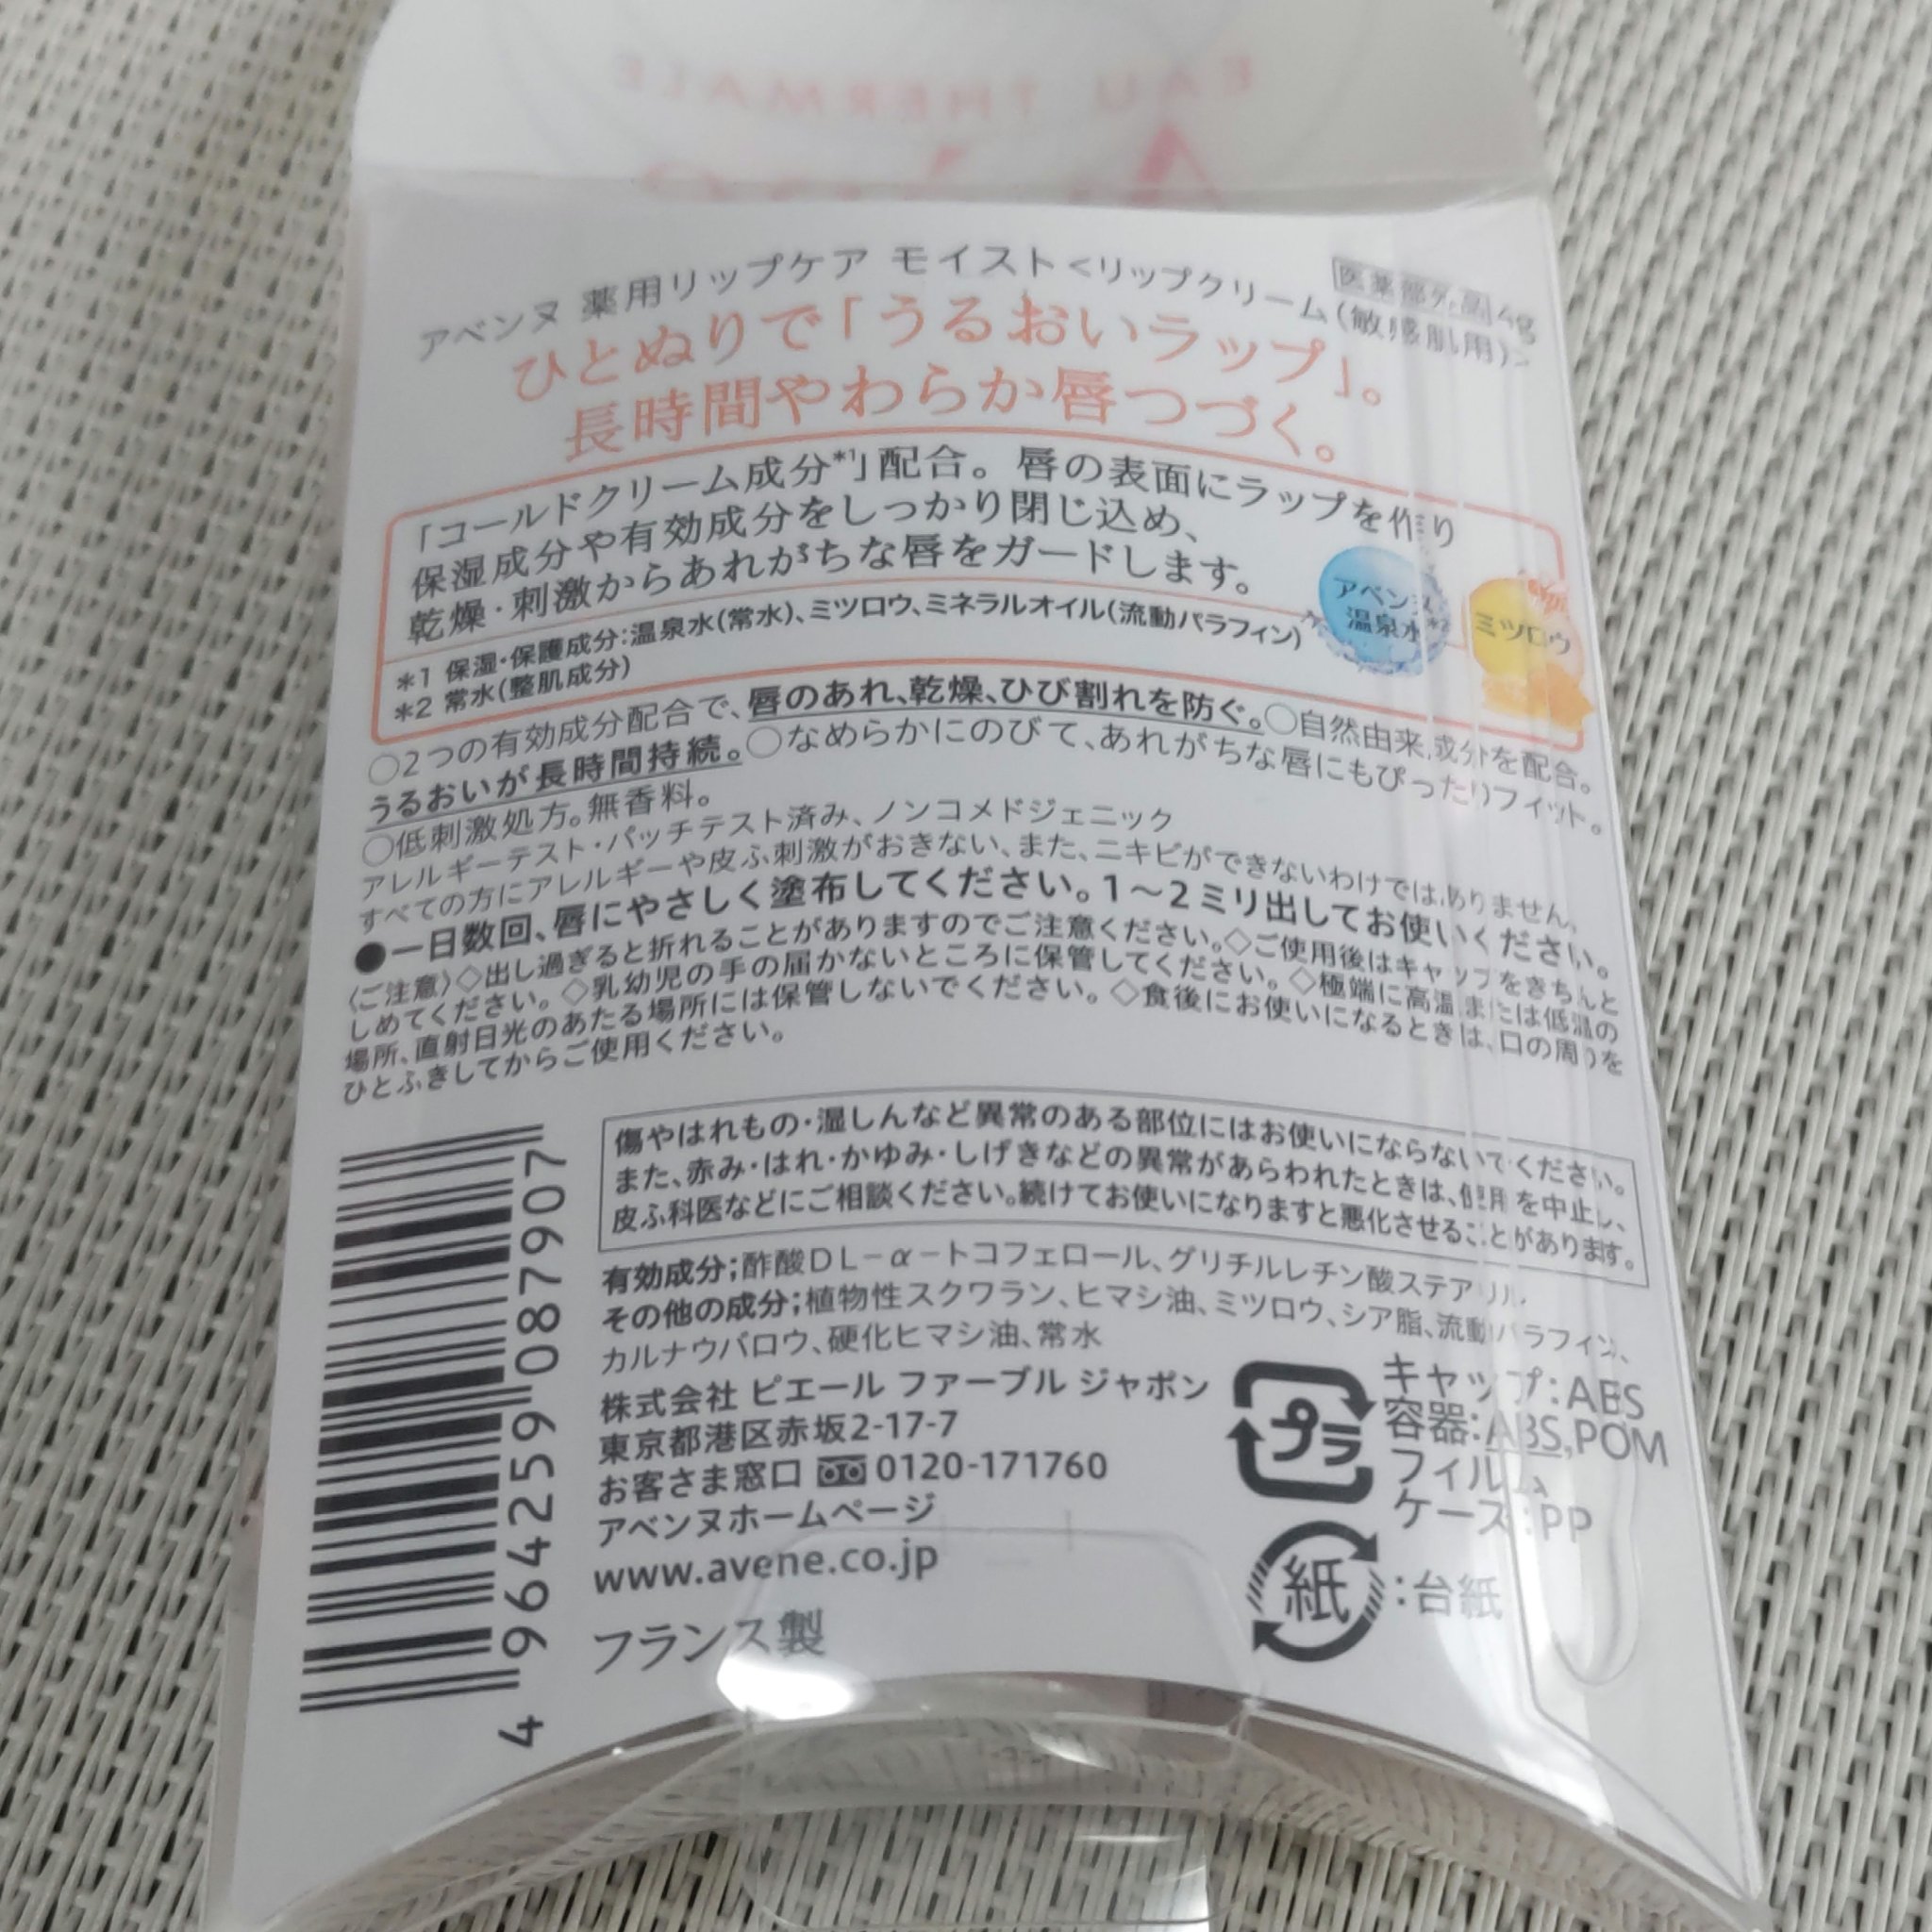 EAU THERMALE
アベンヌ 薬用リップケア モイスト<リップクリーム(敏感肌用)>
医薬部外品 4g
ひとぬりで「うるおいラップ」。
長時間やわらか唇つづく。
「コールドクリーム成分*1」配合。唇の表面にラップを作り
保湿成分や有効成分をしっかり閉じ込め、
乾燥・刺激からあれがちな唇をガードします。
アベンヌ
温泉水*2
ミツロウ
*1 保湿・保護成分:温泉水(常水)、ミツロウ、ミネラルオイル(流動パラフィン)
*2 常水(整肌成分)
○2つの有効成分配合で、唇のあれ、乾燥、ひび割れを防ぐ。○自然由来成分を配合。
うるおいが長時間持続。○なめらかにのびて、あれがちな唇にもぴったりフィット。
○低刺激処方。無香料。
アレルギーテスト・パッチテスト済み、ノンコメドジェニック
すべての方にアレルギーや皮ふ刺激がおきない、また、ニキビができないわけではありません。
●一日数回、唇にやさしく塗布してください。1～2ミリ出してお使いください。
〈ご注意〉◇出し過ぎると折れることがありますのでご注意ください。◇ご使用後はキャップをきちんと
しめてください。◇乳幼児の手の届かないところに保管してください。◇極端に高温または低温の
場所、直射日光のあたる場所には保管しないでください。◇食後にお使いになるときは、口の周りを
ひとふきしてからご使用ください。
傷やはれもの・湿しんなど異常のある部位にはお使いにならないでください。
また、赤み・はれ・かゆみ・しげきなどの異常があらわれたときは、使用を中止し、
皮ふ科医などにご相談ください。続けてお使いになりますと悪化させることがあります。
有効成分;酢酸DL－α－トコフェロール、グリチルレチン酸ステアリル
その他の成分;植物性スクワラン、ヒマシ油、ミツロウ、シア脂、流動パラフィン、
カルナウバロウ、硬化ヒマシ油、常水
株式会社 ピエール ファーブル ジャポン
東京都港区赤坂2-17-7
お客さま窓口 0120-171760
アベンヌホームページ
www.avene.co.jp
フランス製
プラ
キャップ:ABS
容器:ABS,POM
フィルム
ケース:PP
紙
:台紙
4 964259 087907